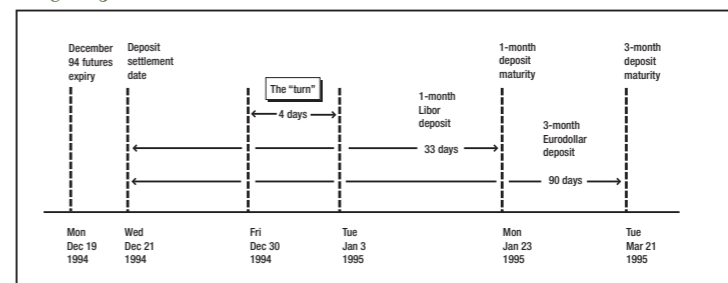 December
94 futures
expiry
Deposit
settlement
date
The “turn”
4 days
1-month
Libor
deposit
33 days
1-month
deposit
maturity
3-month
Eurodollar
deposit
90 days
3-month
deposit
maturity
Mon
Dec 19
1994
Wed
Dec 21
1994
Fri
Dec 30
1994
Tue
Jan 3
1995
Mon
Jan 23
1995
Tue
Mar 21
1995